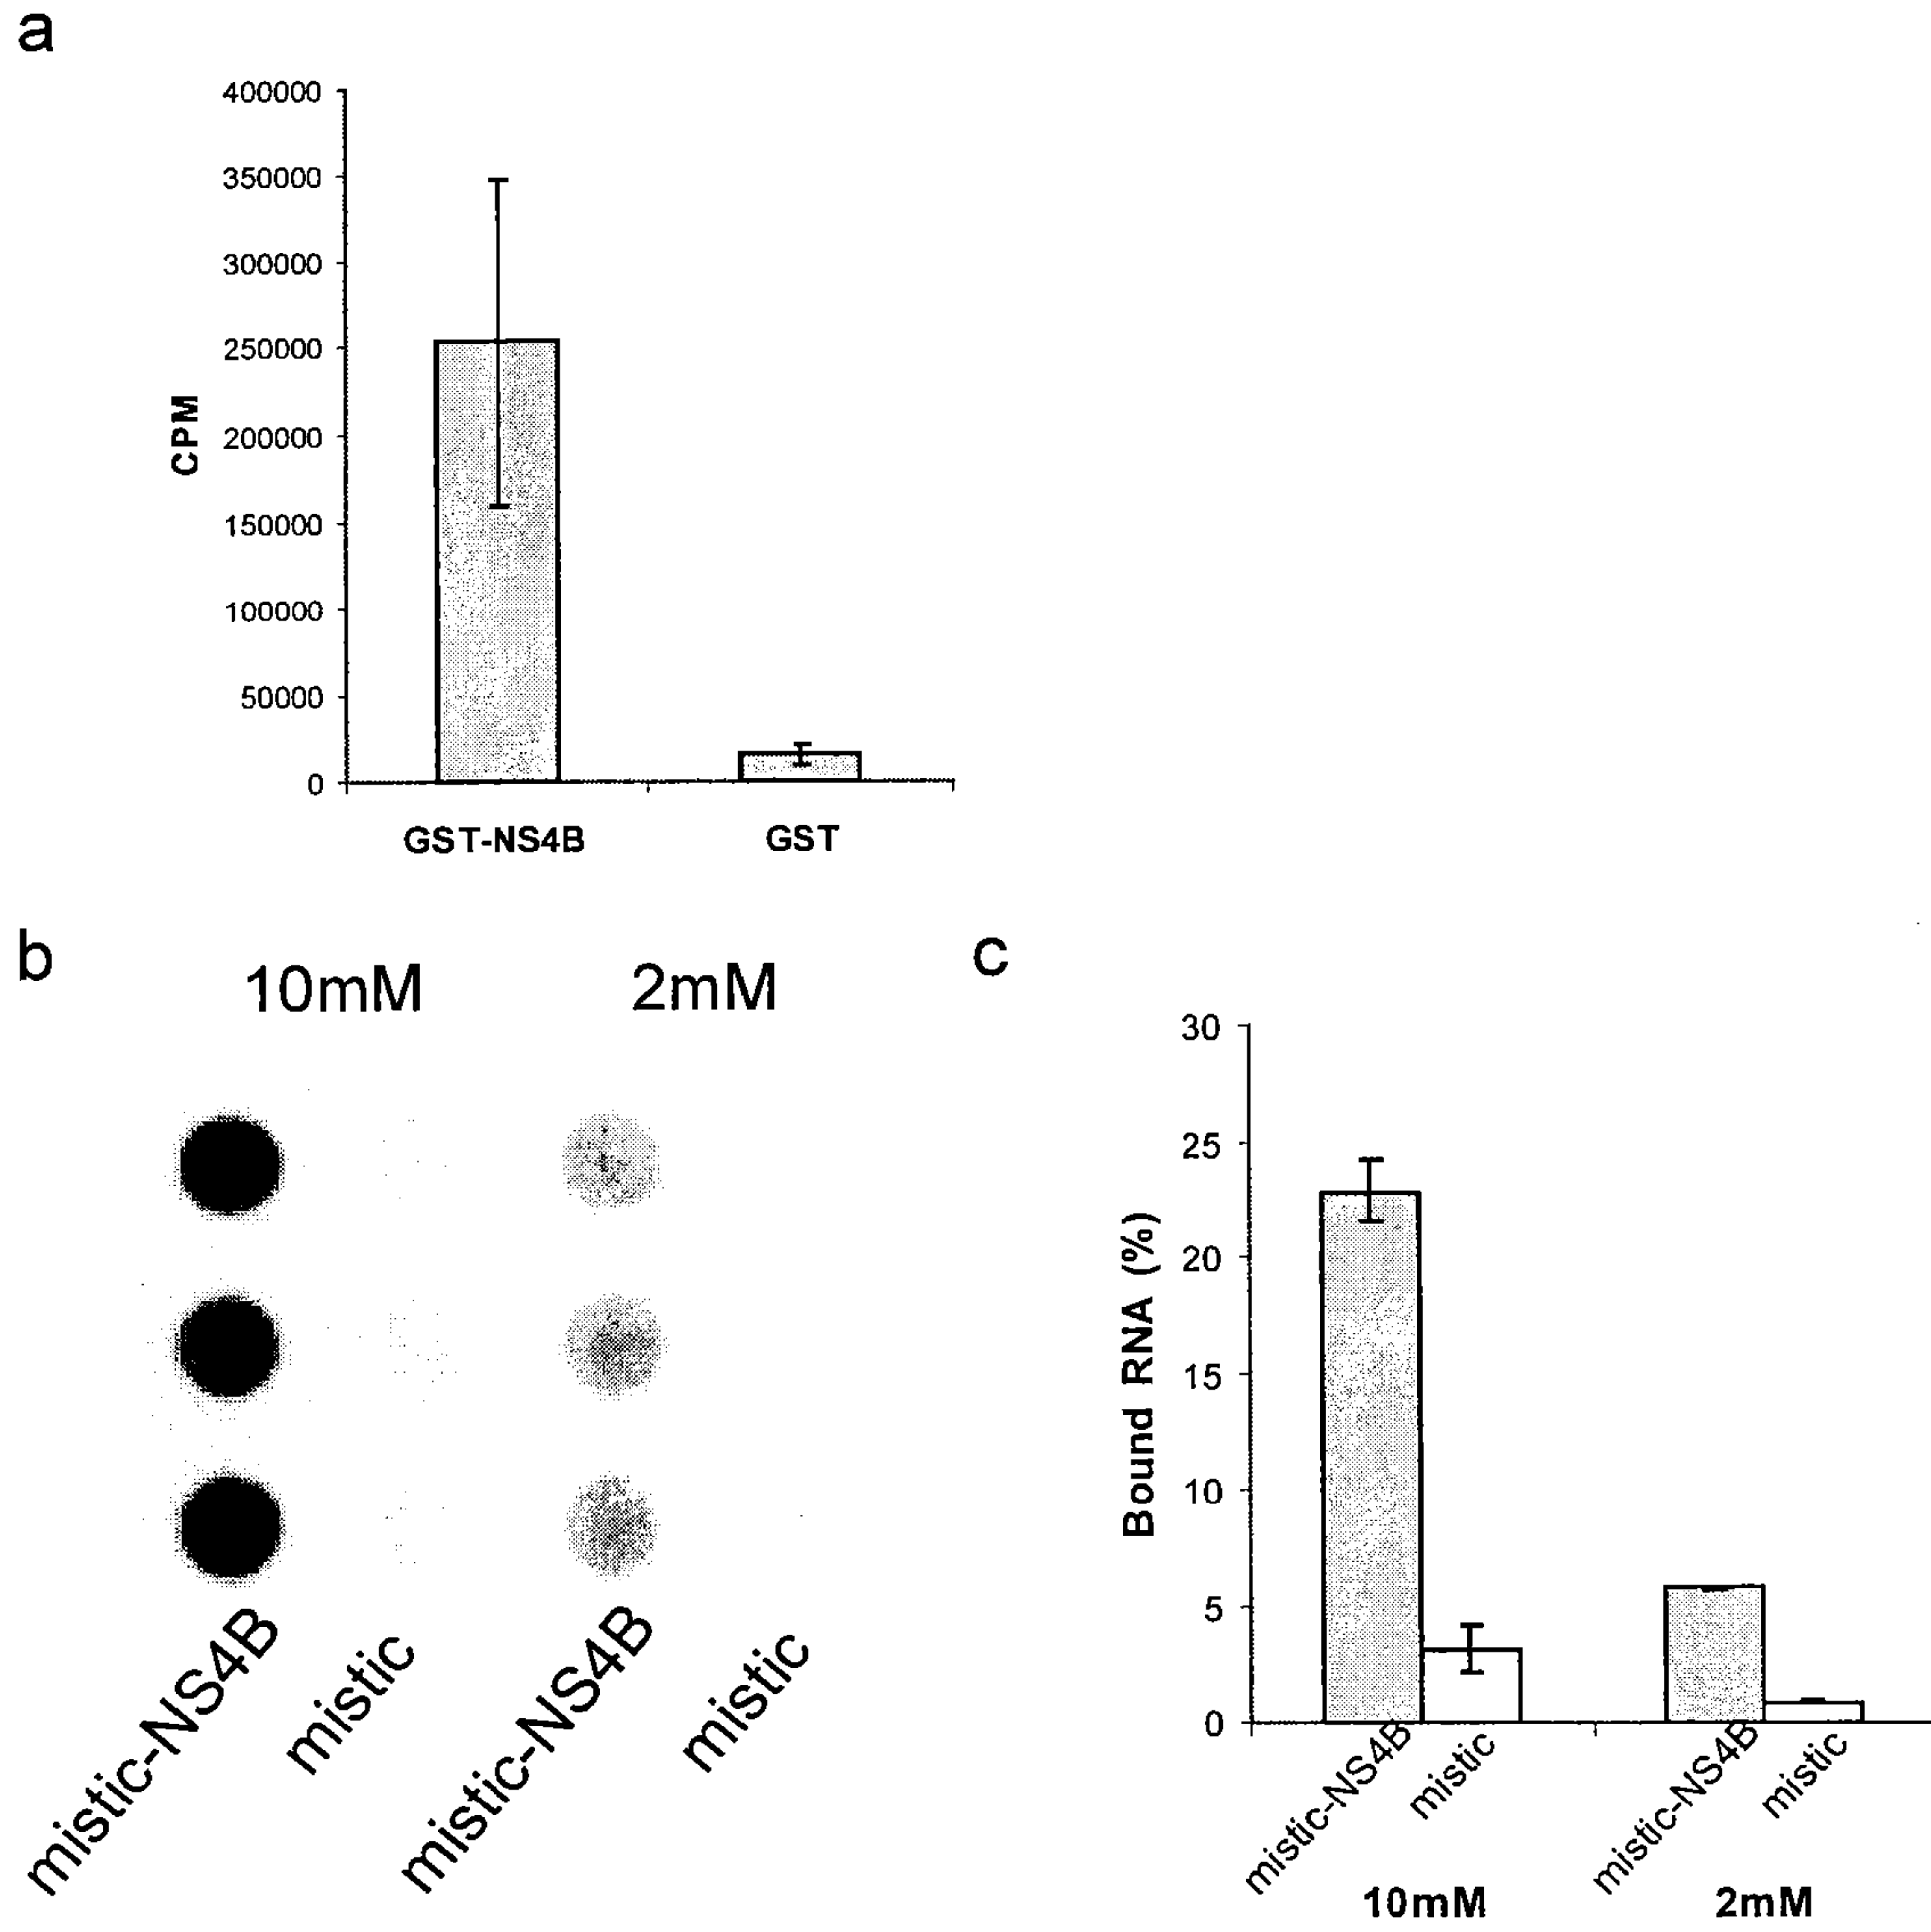 a
400000
350000
300000
250000
200000
150000
100000
50000
0
CPM
GST-NS4B GST
b
10mM 2mM
mistic-NS4B mistic mistic-NS4B mistic
c
30
25
20
15
10
5
0
Bound RNA (%)
mistic-NS4B mistic mistic-NS4B mistic
10mM 2mM